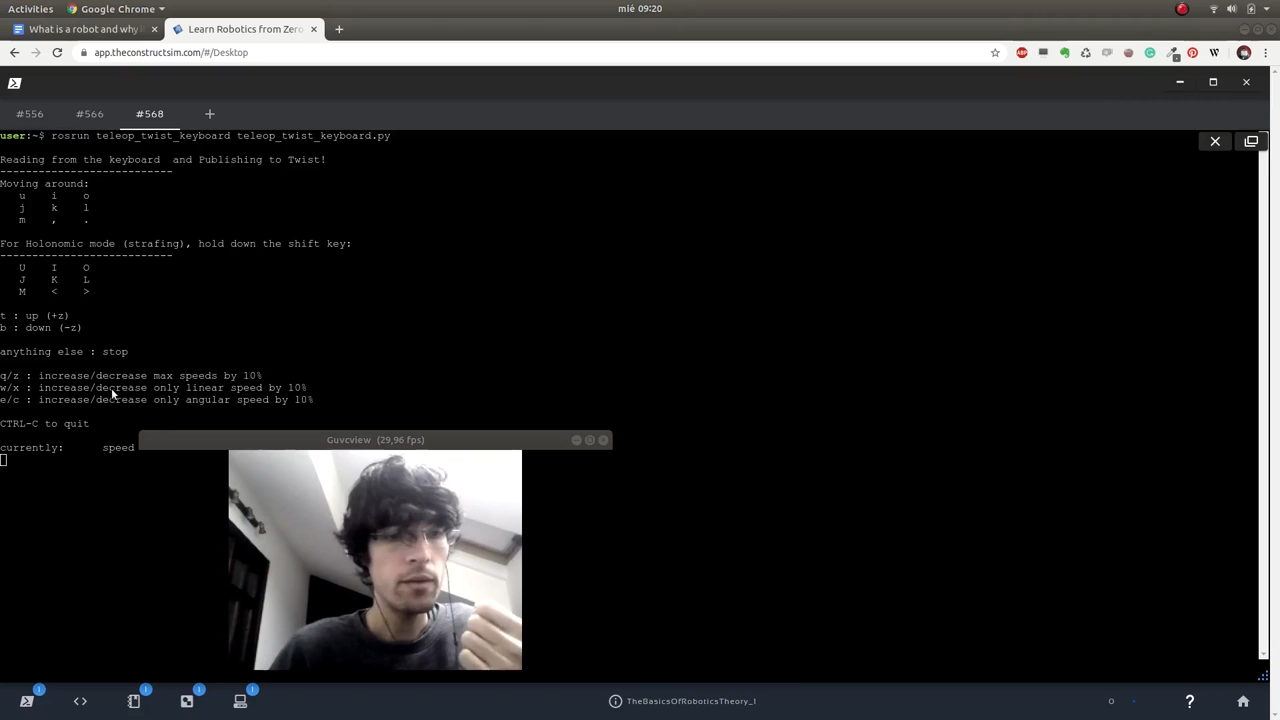 Activities Google Chrome mié 09:20
What is a robot and why i Learn Robotics from Zero
app.theconstructsim.com/#/Desktop
#556 #566 #568
user:~$ rosrun teleop_twist_keyboard teleop_twist_keyboard.py
Reading from the keyboard  and Publishing to Twist!
---------------------------
Moving around:
u    i    o
j    k    l
m    ,    .
For Holonomic mode (strafing), hold down the shift key:
---------------------------
U    I    O
J    K    L
M    <    >
t : up (+z)
b : down (-z)
anything else : stop
q/z : increase/decrease max speeds by 10%
w/x : increase/decrease only linear speed by 10%
e/c : increase/decrease only angular speed by 10%
CTRL-C to quit
Guvcview (29,96 fps)
currently: speed
TheBasicsOfRoboticsTheory_1